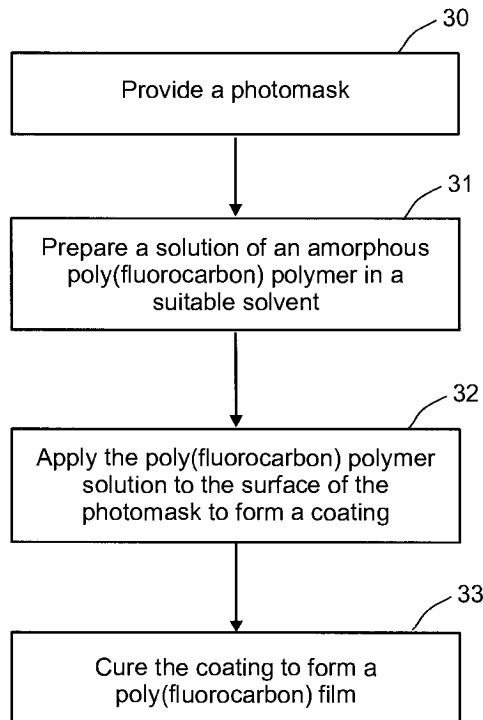 30
Provide a photomask
31
Prepare a solution of an amorphous
poly(fluorocarbon) polymer in a
suitable solvent
32
Apply the poly(fluorocarbon) polymer
solution to the surface of the
photomask to form a coating
33
Cure the coating to form a
poly(fluorocarbon) film